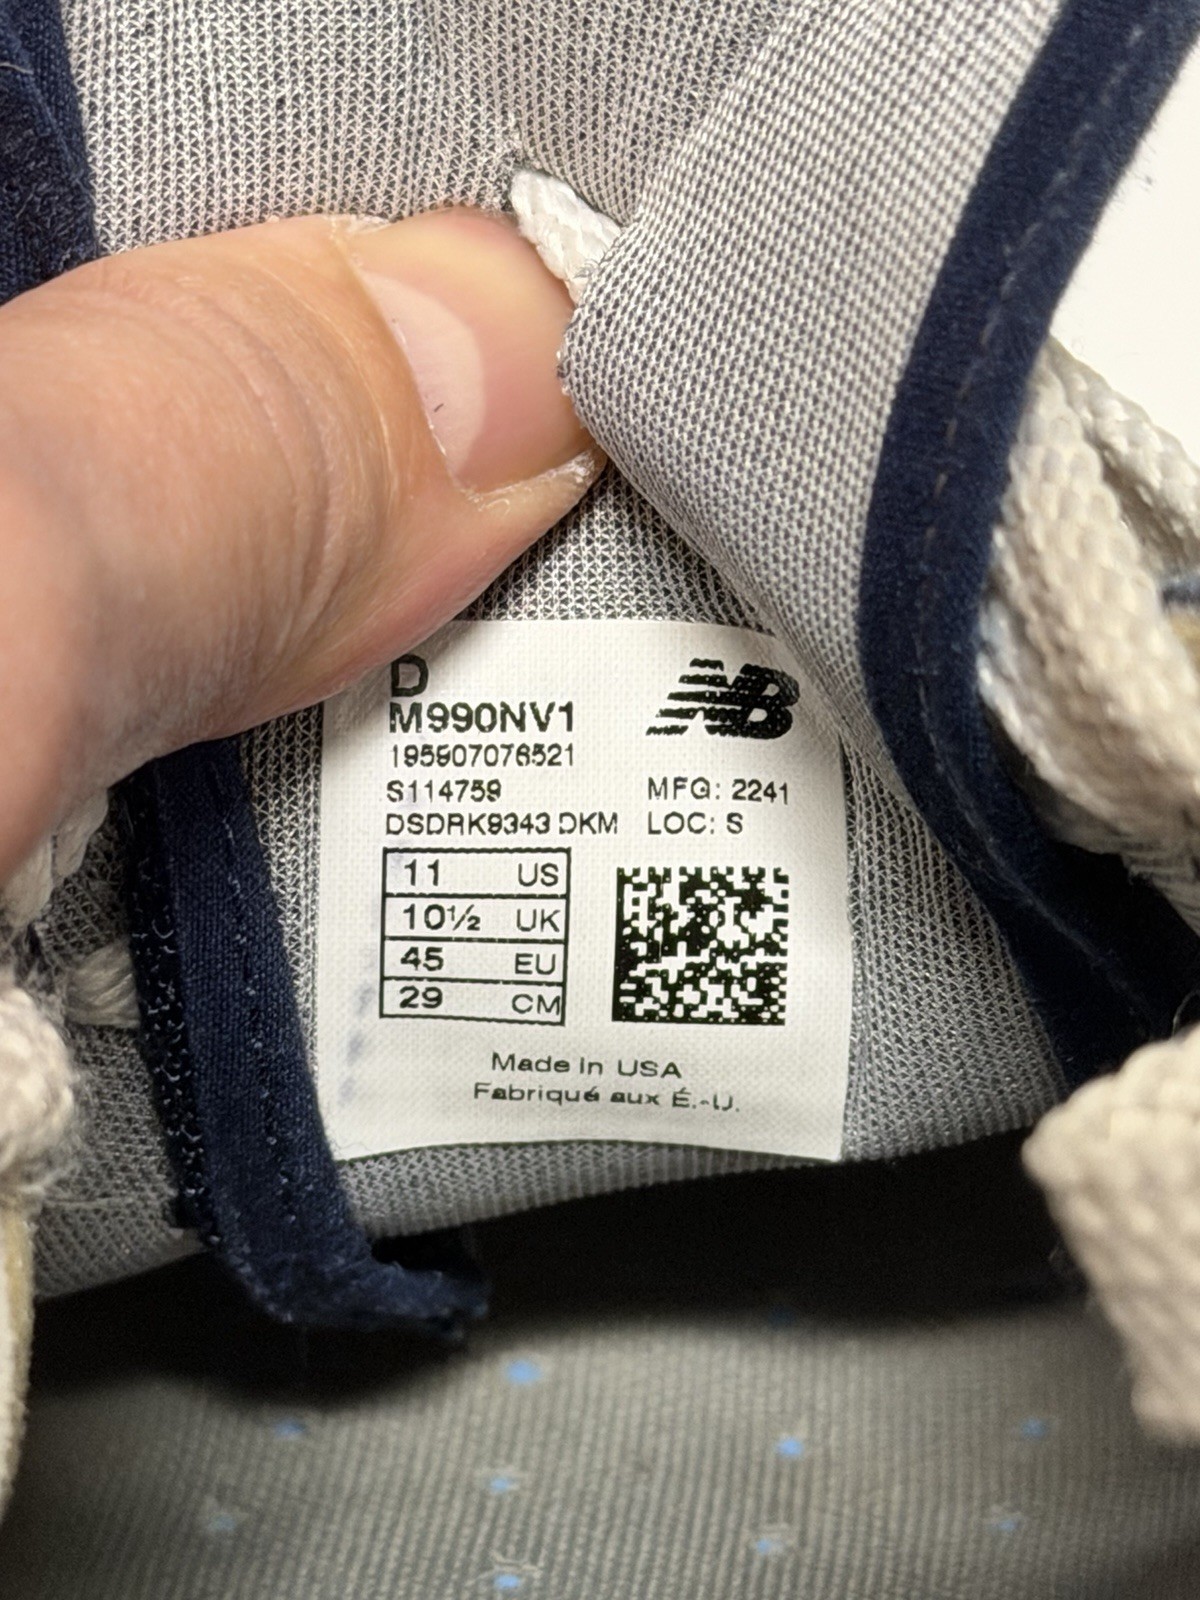 D
M990NV1
NB
195907076521
S114759 MFG: 2241
DSDRK9343 DKM LOC: S
11 US
10½ UK
45 EU
29 CM
Made in USA
Fabriqué aux É.-U.